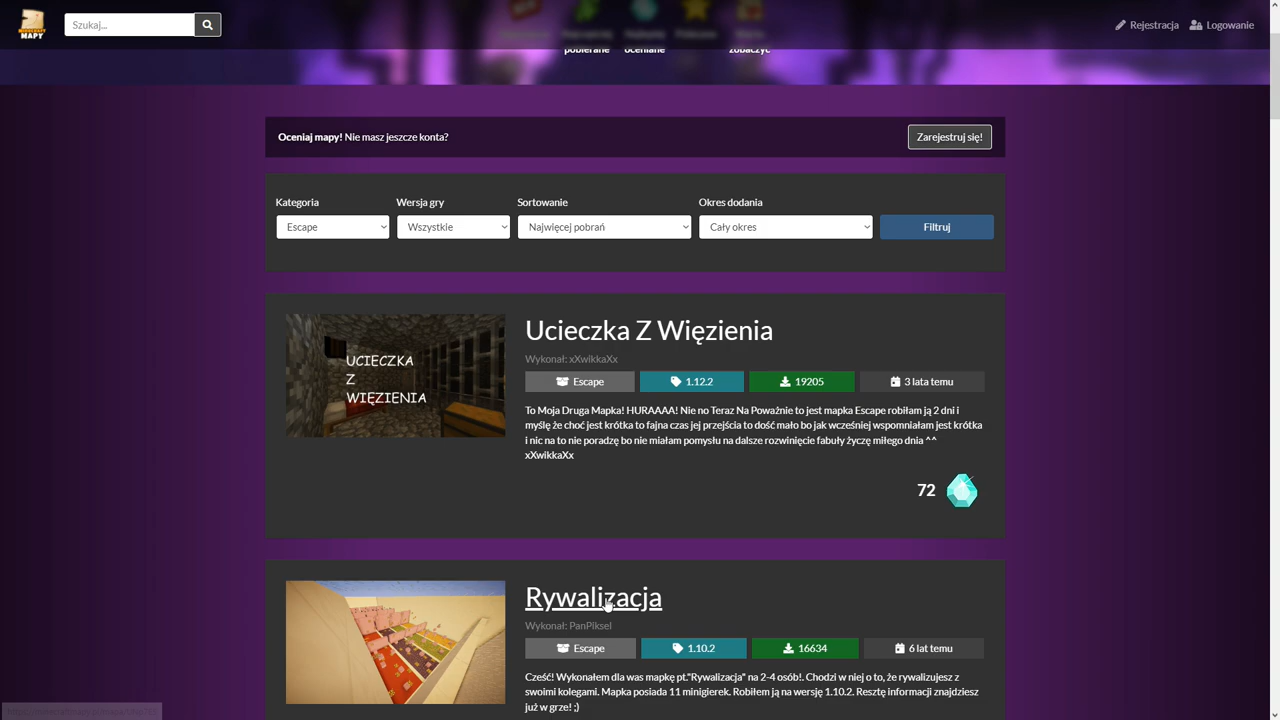 MAPY
Szukaj...
Rejestracja
Logowanie
pobierane
oceniane
zobaczyć
Oceniaj mapy! Nie masz jeszcze konta?
Zarejestruj się!
Kategoria
Wersja gry
Sortowanie
Okres dodania
Escape
Wszystkie
Najwięcej pobrań
Cały okres
Filtruj
UCIECZKA
Z
WIĘZIENIA
Ucieczka Z Więzienia
Wykonał: xXwikkaXx
Escape
1.12.2
19205
3 lata temu
To Moja Druga Mapka! HURAAAA! Nie no Teraz Na Poważnie to jest mapka Escape robiłam ją 2 dni i
myślę że choć jest krótka to fajna czas jej przejścia to dość mało bo jak wcześniej wspomniałam jest krótka
i nic na to nie poradzę bo nie miałam pomysłu na dalsze rozwinięcie fabuły życzę miłego dnia ^^
xXwikkaXx
72
Rywalizacja
Wykonał: PanPiksel
Escape
1.10.2
16634
6 lat temu
Cześć! Wykonałem dla was mapkę pt."Rywalizacja" na 2-4 osób!. Chodzi w niej o to, że rywalizujesz z
swoimi kolegami. Mapka posiada 11 minigierek. Robiłem ją na wersję 1.10.2. Resztę informacji znajdziesz
już w grze! ;)